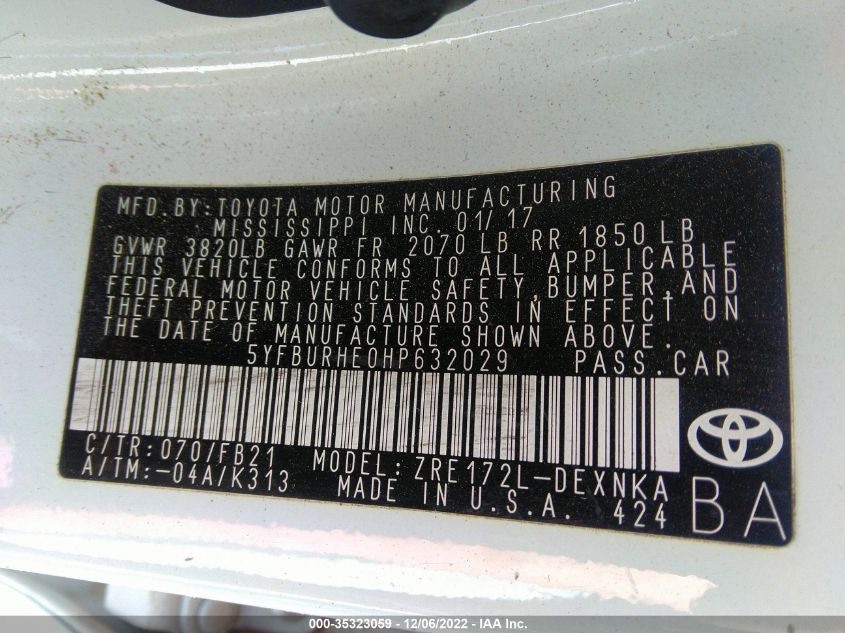 MFD.BY:TOYOTA MOTOR MANUFACTURING
MISSISSIPPI INC. 01/17
GVWR 3820LB GAWR FR 2070 LB RR 1850 LB
THIS VEHICLE CONFORMS TO ALL APPLICABLE
FEDERAL MOTOR VEHICLE SAFETY,BUMPER,AND
THEFT PREVENTION STANDARDS IN EFFECT ON
THE DATE OF MANUFACTURE SHOWN ABOVE.
5YFBURHE0HP632029 PASS.CAR
C/TR:070/FB21 MODEL:ZRE172L-DEXNKA
A/TM:-04A/K313 MADE IN U.S.A. 424 BA
000-35323059 - 12/06/2022 - IAA Inc.